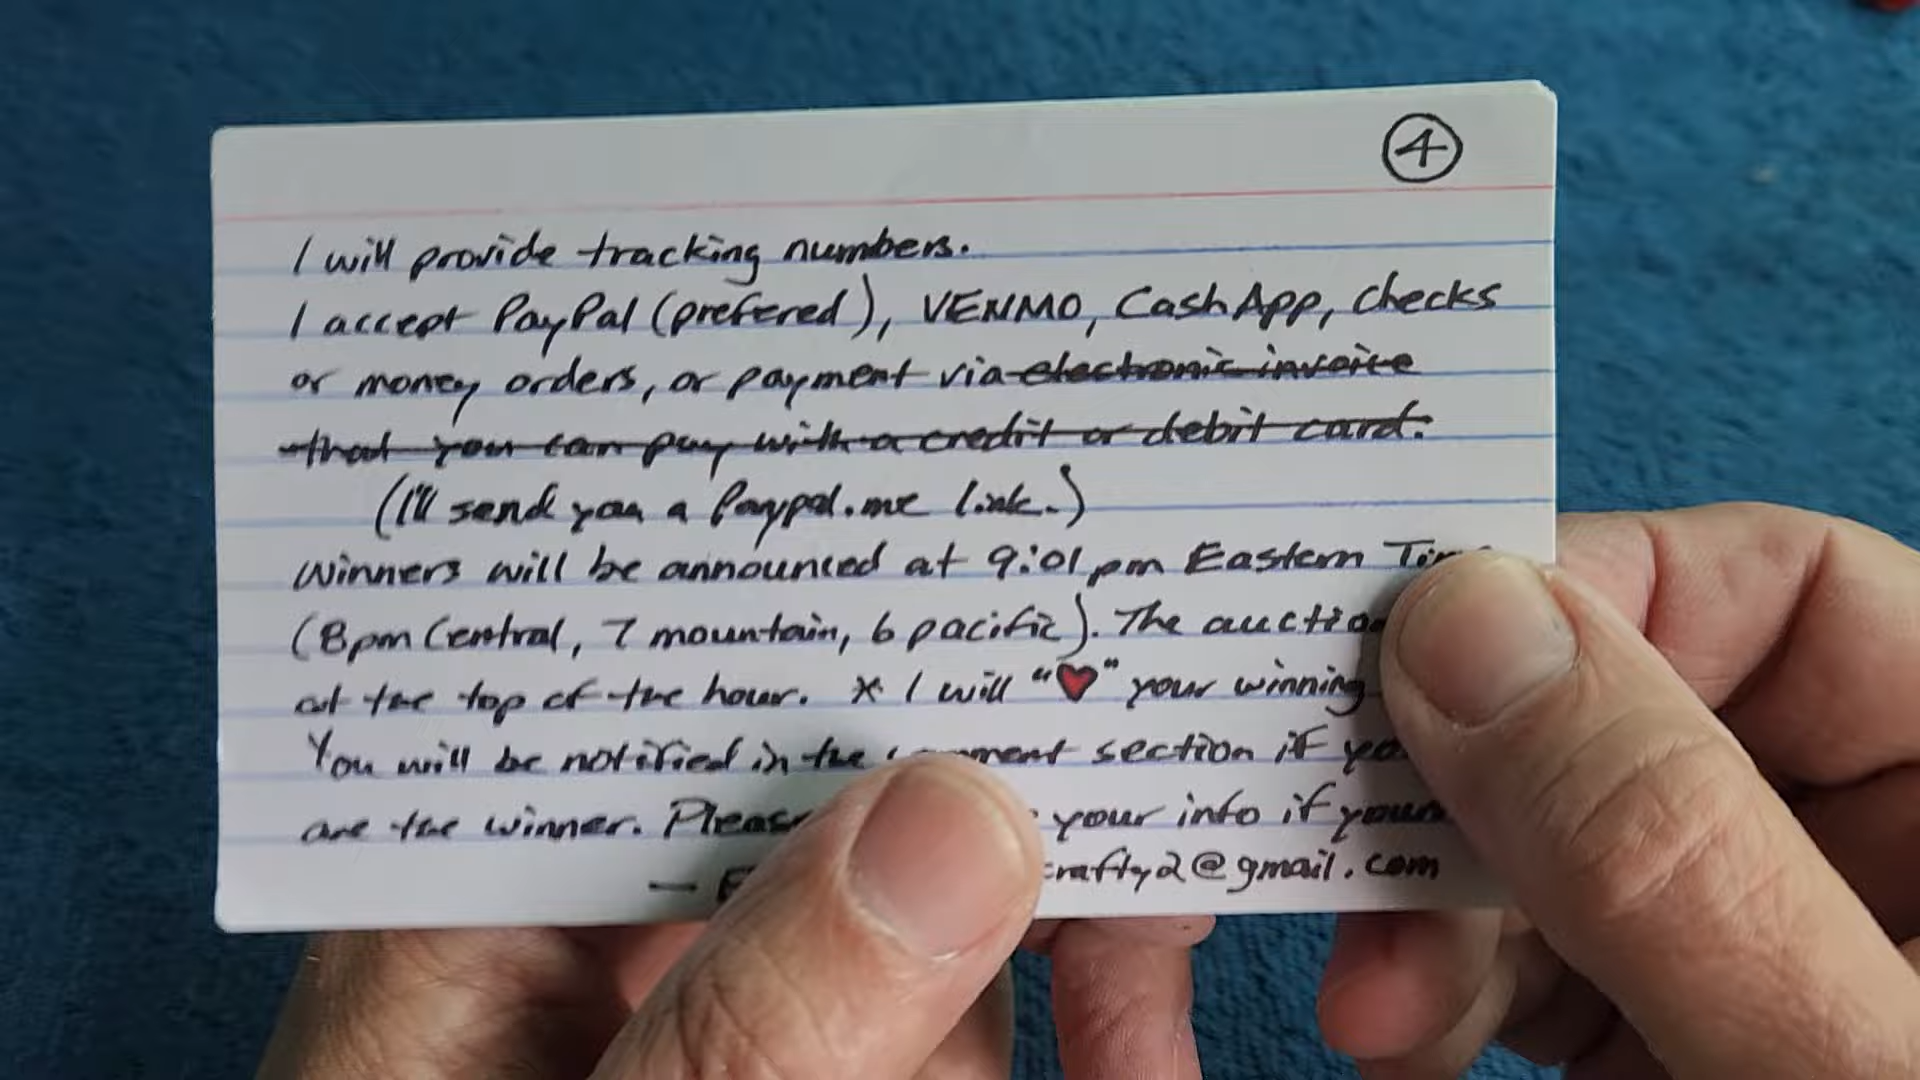 4
I will provide tracking numbers.
I accept PayPal (prefered), VENMO, CashApp, checks
or money orders, or payment via electronic invoice
that you can pay with a credit or debit card.
(I'll send you a Paypal.me link.)
Winners will be announced at 9:01 pm Eastern
(8pm Central, 7 mountain, 6 pacific). The
at the top of the hour. * I will "❤" your winning
You will be notified in the section if
are the winner. your info if
crafty2@gmail.com